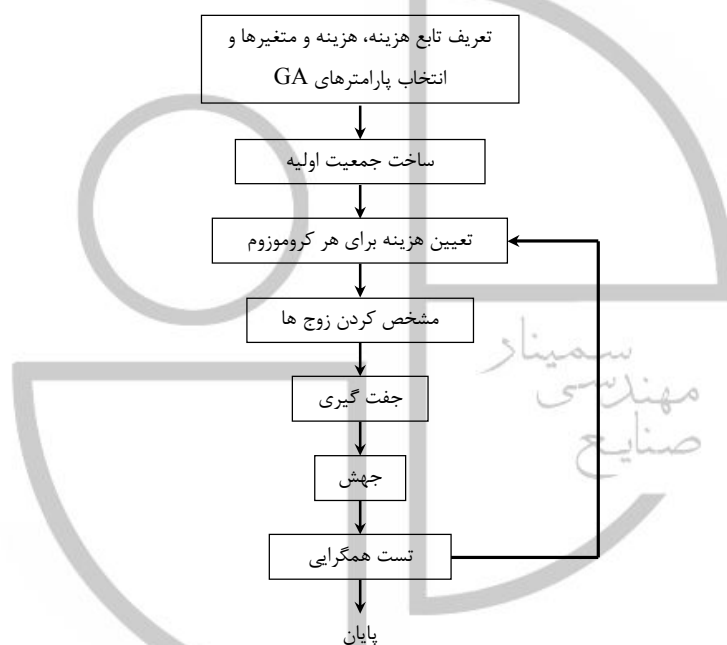 تعریف تابع هزینه، هزینه و متغیرها و
انتخاب پارامترهای GA
ساخت جمعیت اولیه
تعیین هزینه برای هر کروموزوم
مشخص کردن زوج ها
سمینار
مهندسی
صنایع
جفت گیری
جهش
تست همگرایی
پایان